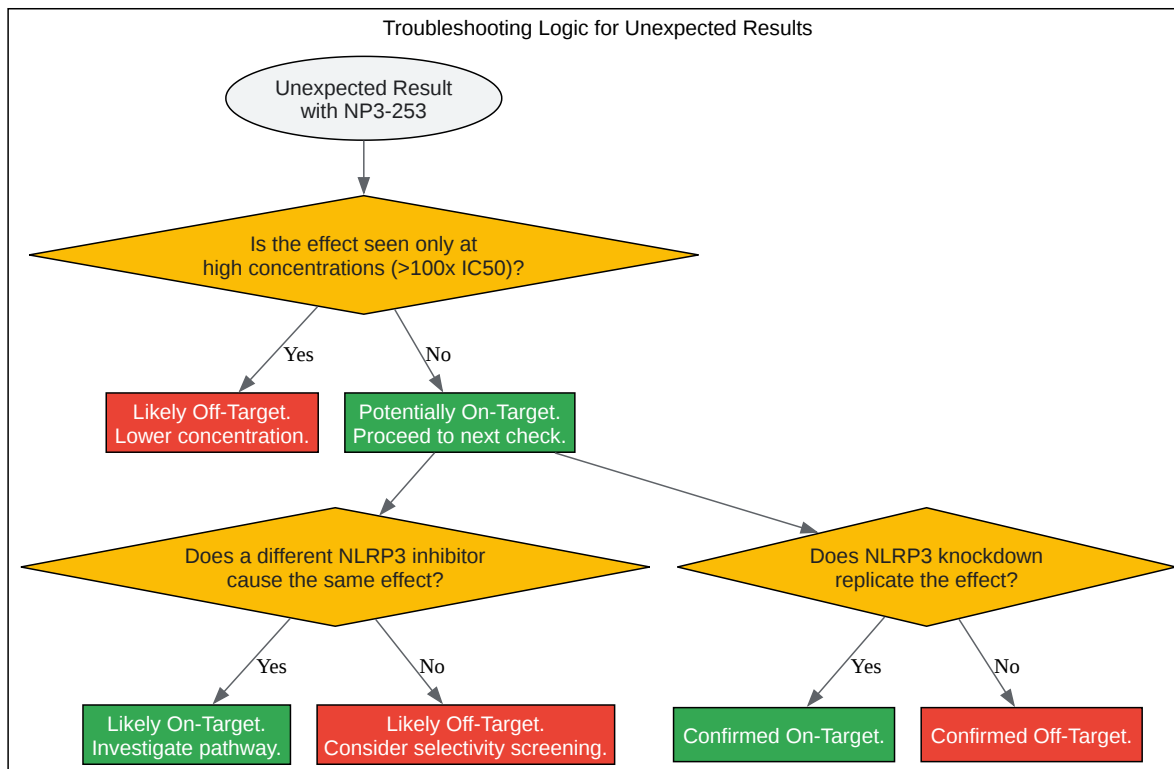 Troubleshooting Logic for Unexpected Results
Unexpected Result
with NP3-253
Is the effect seen only at
high concentrations (>100x IC50)?
Yes
No
Likely Off-Target.
Lower concentration.
Potentially On-Target.
Proceed to next check.
Does a different NLRP3 inhibitor
cause the same effect?
Does NLRP3 knockdown
replicate the effect?
Yes
No
Yes
No
Likely On-Target.
Investigate pathway.
Likely Off-Target.
Consider selectivity screening.
Confirmed On-Target.
Confirmed Off-Target.